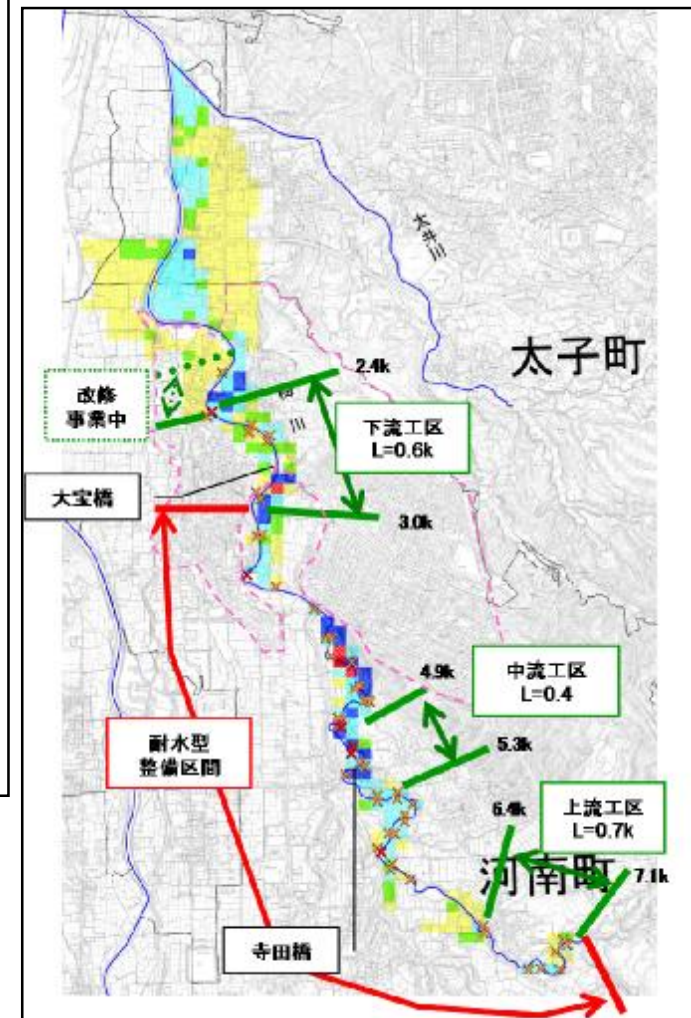 大井川
太子町
2.4k
改修
事業中
下流工区
L=0.6k
川
大宝橋
3.0k
4.9k
中流工区
L=0.4
5.3k
耐水型
整備区間
6.4k
上流工区
L=0.7k
河南町
7.1k
寺田橋